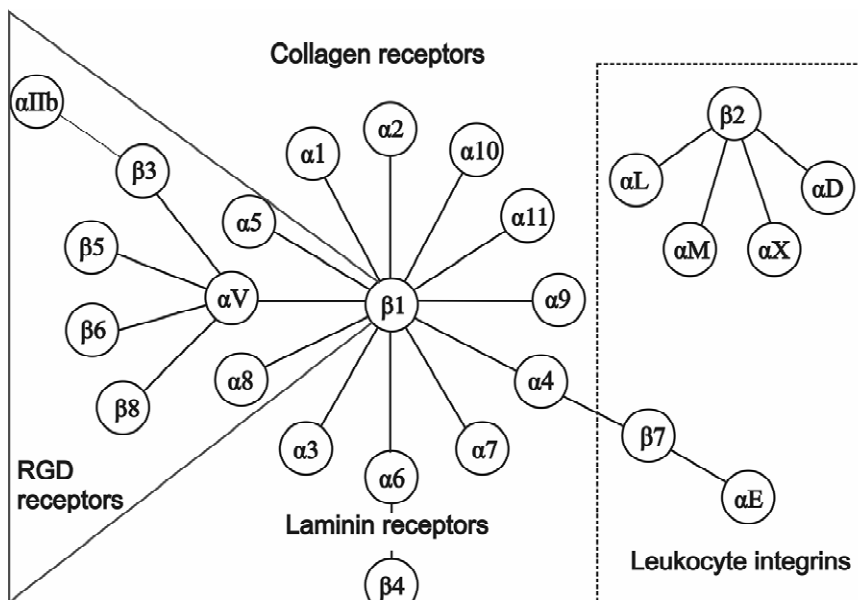 Collagen receptors
αIIb
β3
α5
α1
α2
α10
α11
β2
αL
αD
αM
αX
β5
αV
β1
α9
β6
β8
α8
α4
α3
α6
α7
β7
αE
RGD
receptors
Laminin receptors
β4
Leukocyte integrins